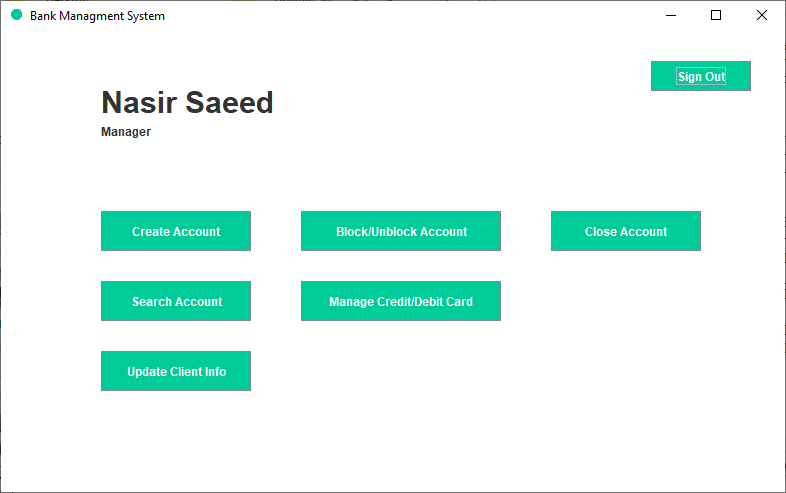 Bank Managment System
Sign Out
Nasir Saeed
Manager
Create Account
Block/Unblock Account
Close Account
Search Account
Manage Credit/Debit Card
Update Client Info